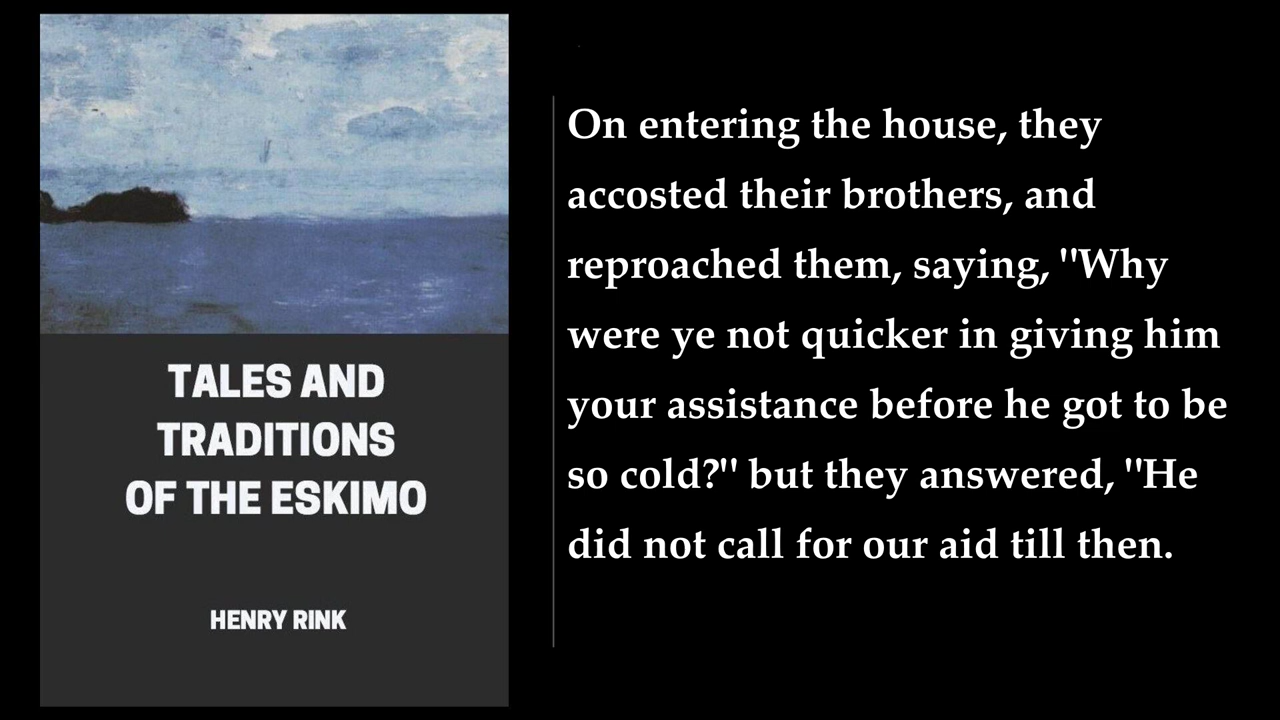 TALES AND
TRADITIONS
OF THE ESKIMO
HENRY RINK
On entering the house, they
accosted their brothers, and
reproached them, saying, "Why
were ye not quicker in giving him
your assistance before he got to be
so cold?" but they answered, "He
did not call for our aid till then.